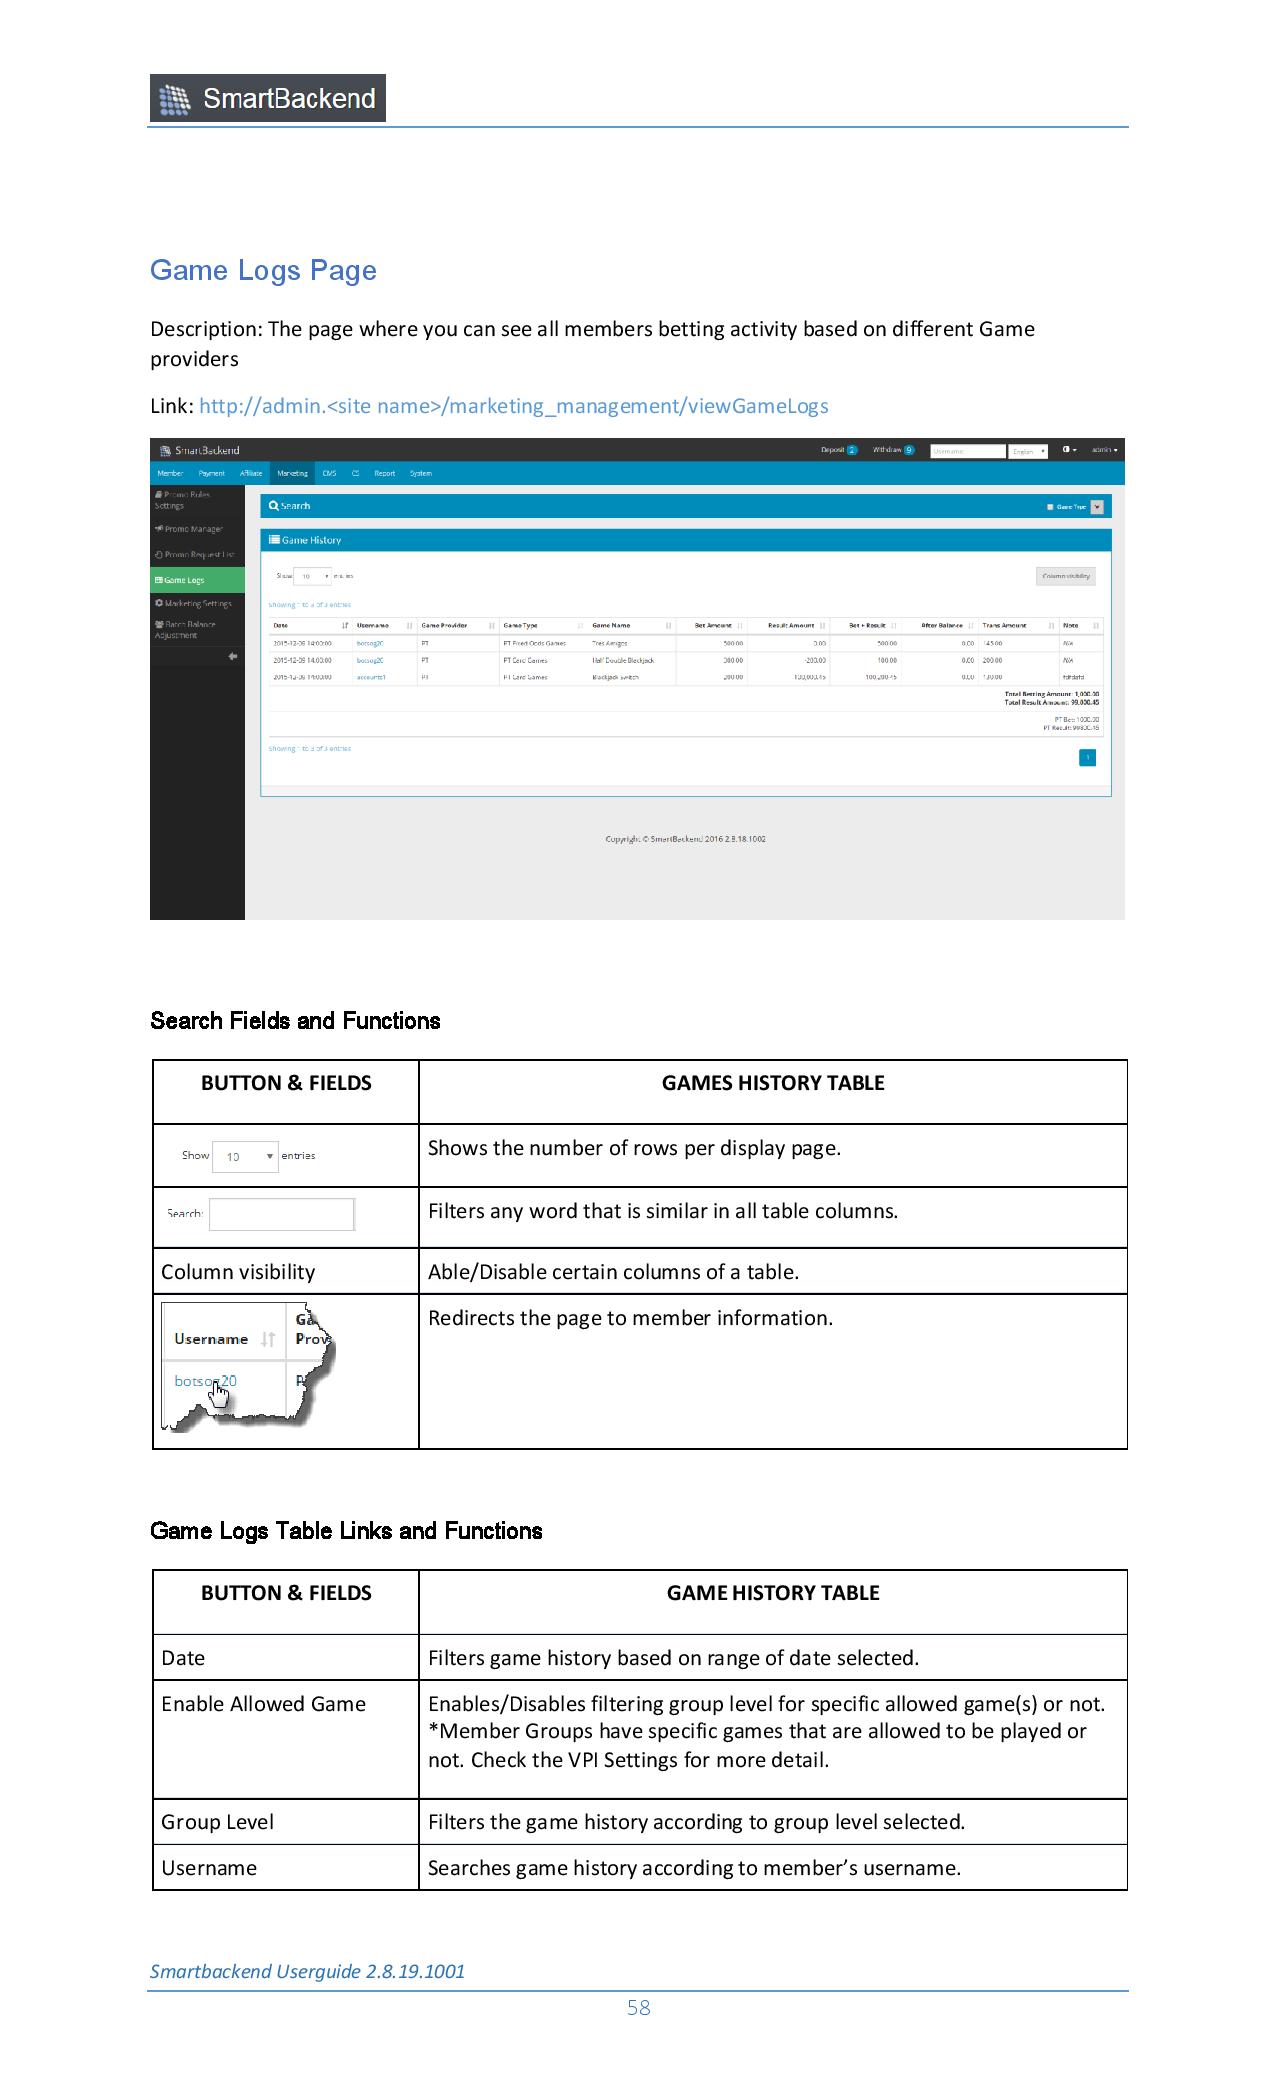 SmartBackend
Game Logs Page
Description: The page where you can see all members betting activity based on different Game
providers
Link: http://admin.<site name>/marketing_management/viewGameLogs
SmartBackend Deposit 2 Withdraw 9 Username English admin
Member Payment Affiliate Marketing CMS CS Report System
Promo Rules
Settings
Promo Manager
Promo Request List
Game Logs
Marketing Settings
Batch Balance
Adjustment
Search Game Type
Game History
Show 10 entries Column visibility
Showing 1 to 3 of 3 entries
Date Username Game Provider Game Type Game Name Bet Amount Result Amount Bet + Result After Balance Trans Amount Note
2015-12-09 14:00:00 botsog20 PT PT Fixed Odds Games Tres Amigos 500.00 0.00 500.00 0.00 145.00 N/A
2015-12-09 14:00:00 botsog20 PT PT Card Games Half Double Blackjack 300.00 -200.00 100.00 0.00 200.00 N/A
2015-12-09 14:00:00 accounts1 PT PT Card Games Blackjack Switch 200.00 100,000.45 100,200.45 0.00 130.00
Total Betting Amount: 1,000.00
Total Result Amount: 99,800.45
PT Bet: 1000.00
PT Result: 99800.45
Showing 1 to 3 of 3 entries
1
Copyright © SmartBackend 2016 2.8.18.1002
Search Fields and Functions
BUTTON & FIELDS GAMES HISTORY TABLE
Show 10 entries Shows the number of rows per display page.
Search: Filters any word that is similar in all table columns.
Column visibility Able/Disable certain columns of a table.
Username Redirects the page to member information.
botsog20
Game Logs Table Links and Functions
BUTTON & FIELDS GAME HISTORY TABLE
Date Filters game history based on range of date selected.
Enable Allowed Game Enables/Disables filtering group level for specific allowed game(s) or not.
*Member Groups have specific games that are allowed to be played or
not. Check the VPI Settings for more detail.
Group Level Filters the game history according to group level selected.
Username Searches game history according to member’s username.
Smartbackend Userguide 2.8.19.1001
58